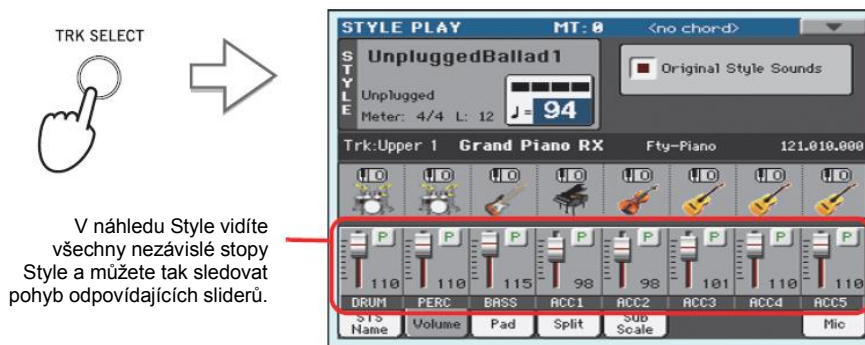 TRK SELECT
STYLE PLAY MT: 0 <no chord>
STYLE
UnpluggedBallad1
Unplugged
Meter: 4/4 L: 12 ♩= 94
Original Style Sounds
Trk:Upper 1 Grand Piano RX Fty-Piano 121.010.000
P P P P P P P P
110 110 115 98 98 101 110 110
DRUM PERC BASS ACC1 ACC2 ACC3 ACC4 ACC5
STS Name Volume Pad Split Sub Scale Mic
V náhledu Style vidíte
všechny nezávislé stopy
Style a můžete tak sledovat
pohyb odpovídajících sliderů.